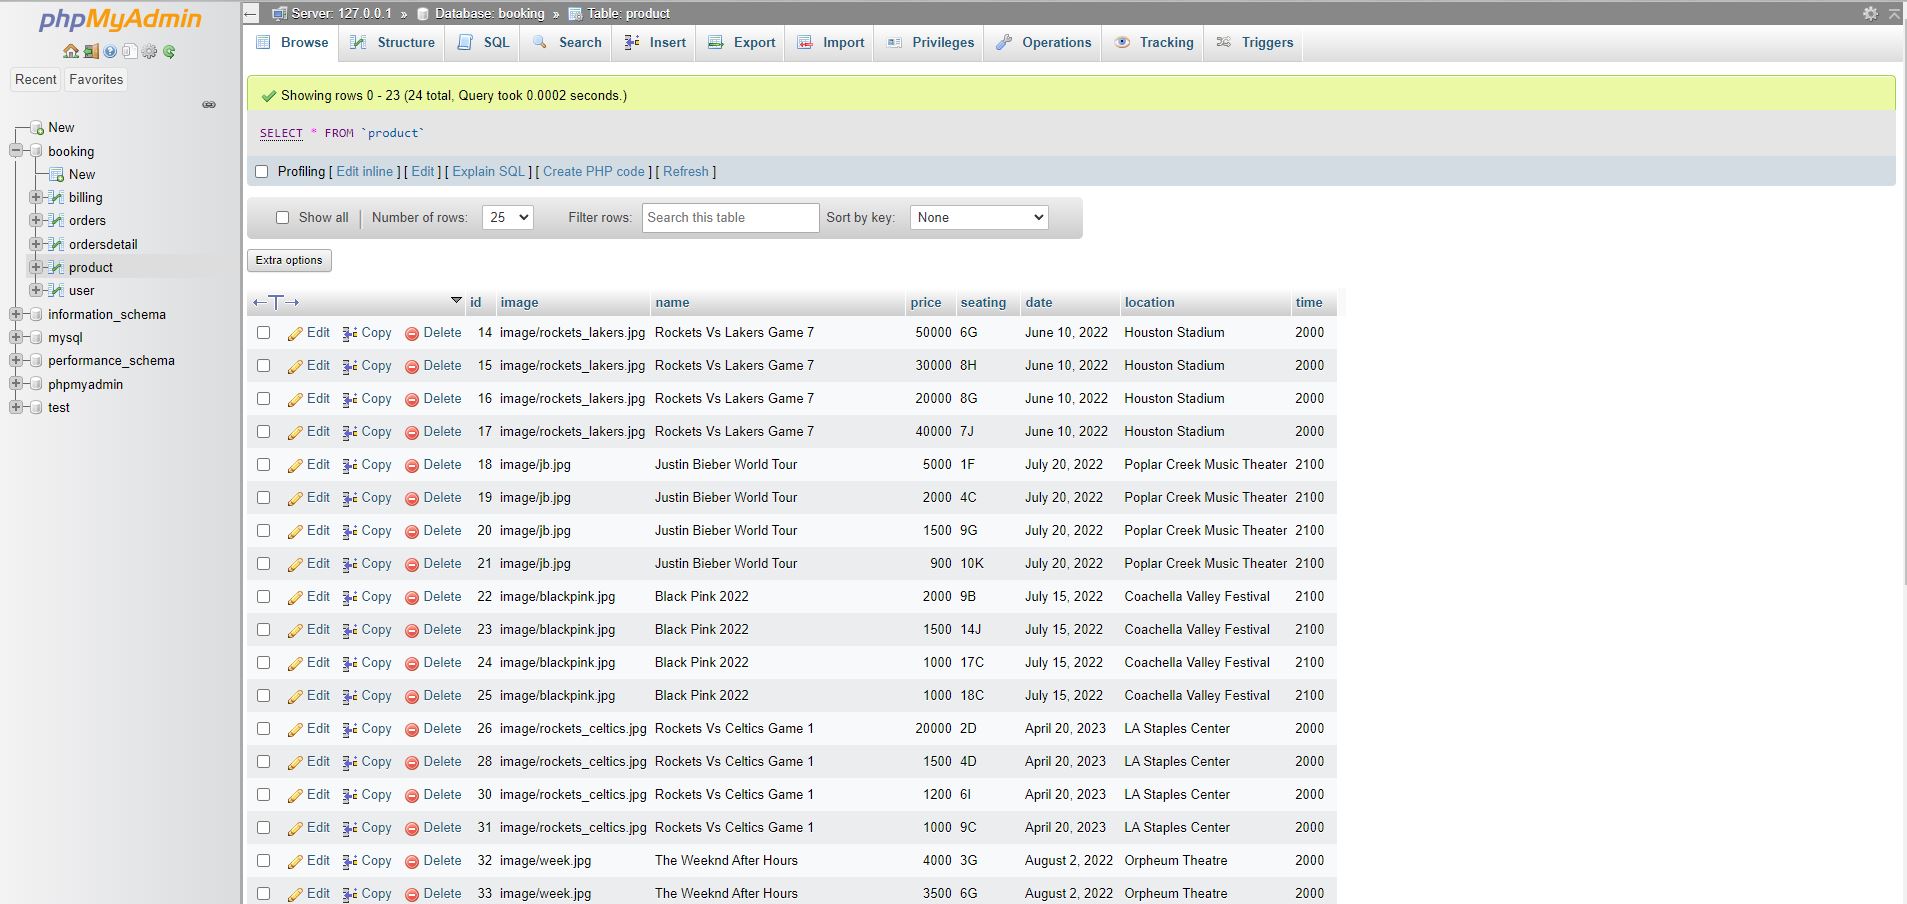 phpMyAdmin
Recent Favorites
New
booking
New
billing
orders
ordersdetail
product
user
information_schema
mysql
performance_schema
phpmyadmin
test
Server: 127.0.0.1 » Database: booking » Table: product
Browse Structure SQL Search Insert Export Import Privileges Operations Tracking Triggers
Showing rows 0 - 23 (24 total, Query took 0.0002 seconds.)
SELECT * FROM `product`
Profiling [ Edit inline ] [ Edit ] [ Explain SQL ] [ Create PHP code ] [ Refresh ]
Show all | Number of rows: 25 Filter rows: Search this table Sort by key: None
Extra options
←T→ id image name price seating date location time
Edit Copy Delete 14 image/rockets_lakers.jpg Rockets Vs Lakers Game 7 50000 6G June 10, 2022 Houston Stadium 2000
Edit Copy Delete 15 image/rockets_lakers.jpg Rockets Vs Lakers Game 7 30000 8H June 10, 2022 Houston Stadium 2000
Edit Copy Delete 16 image/rockets_lakers.jpg Rockets Vs Lakers Game 7 20000 8G June 10, 2022 Houston Stadium 2000
Edit Copy Delete 17 image/rockets_lakers.jpg Rockets Vs Lakers Game 7 40000 7J June 10, 2022 Houston Stadium 2000
Edit Copy Delete 18 image/jb.jpg Justin Bieber World Tour 5000 1F July 20, 2022 Poplar Creek Music Theater 2100
Edit Copy Delete 19 image/jb.jpg Justin Bieber World Tour 2000 4C July 20, 2022 Poplar Creek Music Theater 2100
Edit Copy Delete 20 image/jb.jpg Justin Bieber World Tour 1500 9G July 20, 2022 Poplar Creek Music Theater 2100
Edit Copy Delete 21 image/jb.jpg Justin Bieber World Tour 900 10K July 20, 2022 Poplar Creek Music Theater 2100
Edit Copy Delete 22 image/blackpink.jpg Black Pink 2022 2000 9B July 15, 2022 Coachella Valley Festival 2100
Edit Copy Delete 23 image/blackpink.jpg Black Pink 2022 1500 14J July 15, 2022 Coachella Valley Festival 2100
Edit Copy Delete 24 image/blackpink.jpg Black Pink 2022 1000 17C July 15, 2022 Coachella Valley Festival 2100
Edit Copy Delete 25 image/blackpink.jpg Black Pink 2022 1000 18C July 15, 2022 Coachella Valley Festival 2100
Edit Copy Delete 26 image/rockets_celtics.jpg Rockets Vs Celtics Game 1 20000 2D April 20, 2023 LA Staples Center 2000
Edit Copy Delete 28 image/rockets_celtics.jpg Rockets Vs Celtics Game 1 1500 4D April 20, 2023 LA Staples Center 2000
Edit Copy Delete 30 image/rockets_celtics.jpg Rockets Vs Celtics Game 1 1200 6I April 20, 2023 LA Staples Center 2000
Edit Copy Delete 31 image/rockets_celtics.jpg Rockets Vs Celtics Game 1 1000 9C April 20, 2023 LA Staples Center 2000
Edit Copy Delete 32 image/week.jpg The Weeknd After Hours 4000 3G August 2, 2022 Orpheum Theatre 2000
Edit Copy Delete 33 image/week.jpg The Weeknd After Hours 3500 6G August 2, 2022 Orpheum Theatre 2000